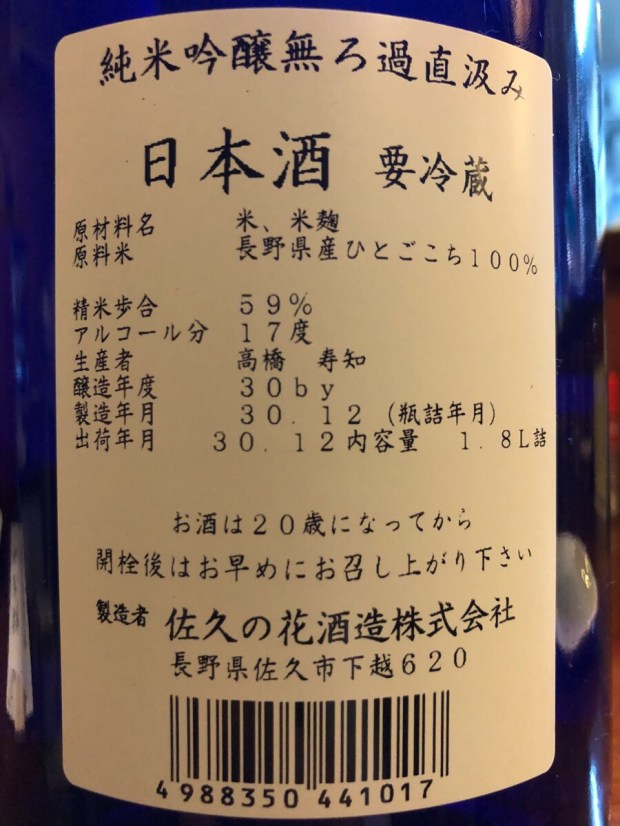 純米吟醸無ろ過直汲み
日本酒 要冷蔵
原材料名 米、米麹
原料米 長野県産ひとごこち100%
精米歩合 59%
アルコール分 17度
生産者 高橋 寿知
醸造年度 30by
製造年月 30.12 (瓶詰年月)
出荷年月 30.12内容量 1.8L詰
お酒は20歳になってから
開栓後はお早めにお召し上がり下さい
製造者 佐久の花酒造株式会社
長野県佐久市下越620
4988350 441017